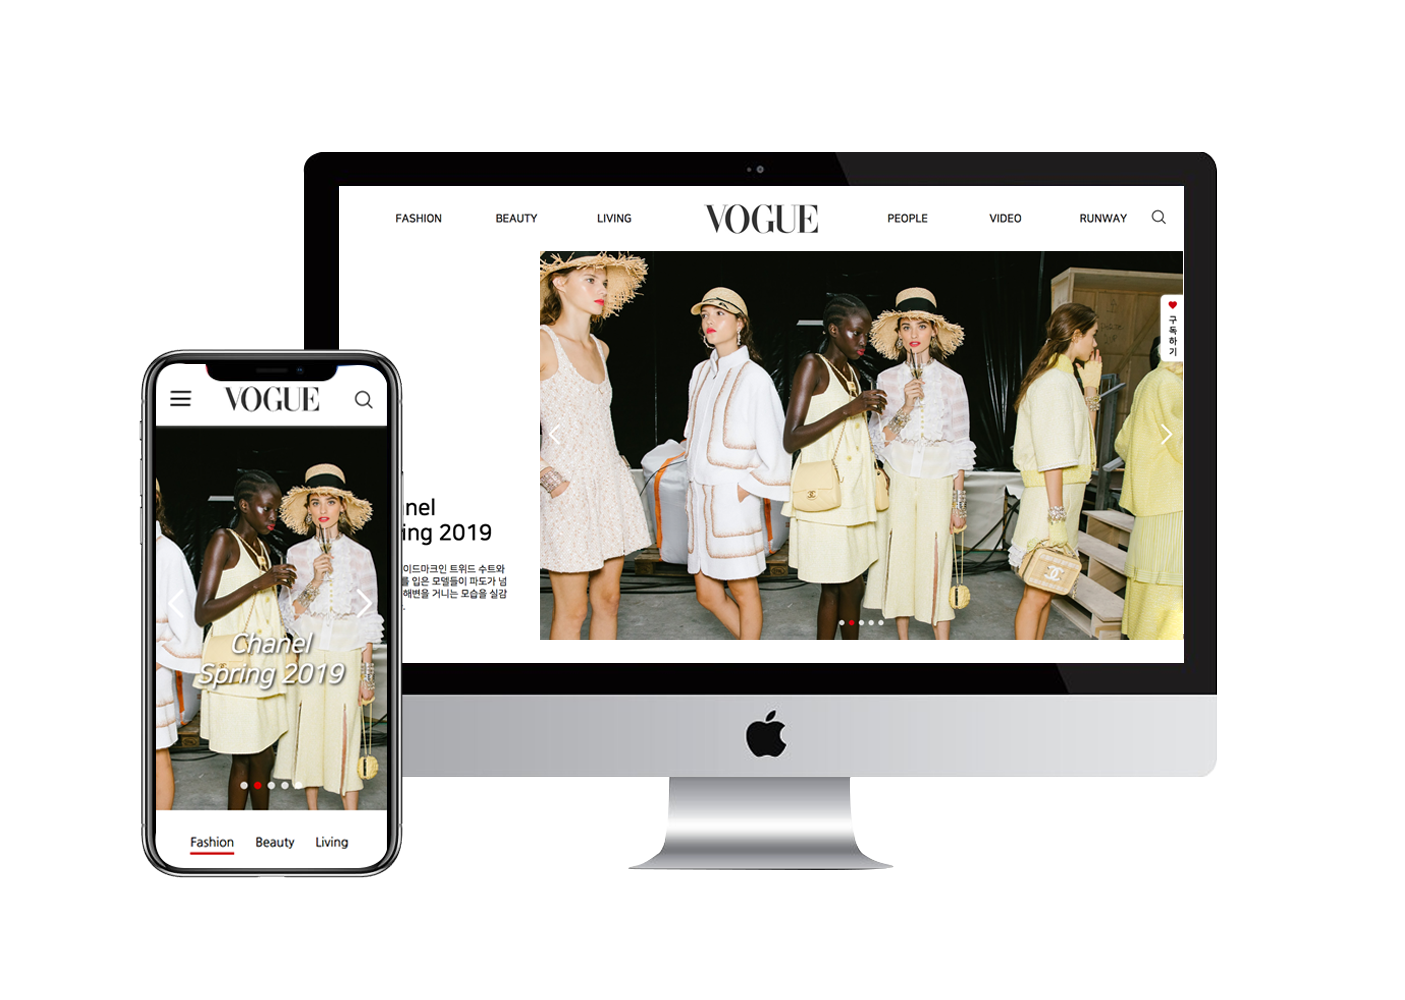 FASHION BEAUTY LIVING VOGUE PEOPLE VIDEO RUNWAY
구독하기
nel
ing 2019
이드마크인 트위드 수트와
를 입은 모델들이 파도가 넘
해변을 거니는 모습을 실감
.
VOGUE
Chanel
Spring 2019
Fashion Beauty Living